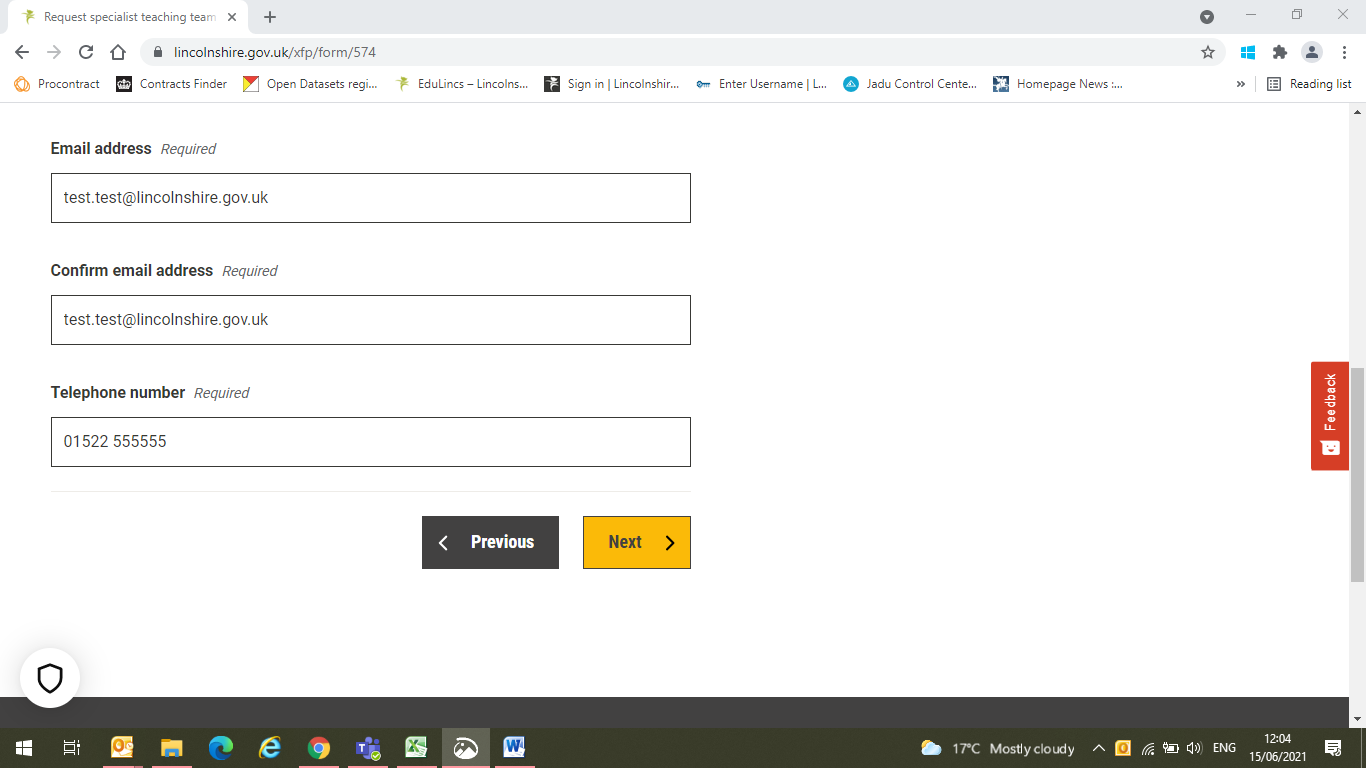 Request specialist teaching team
lincolnshire.gov.uk/xfp/form/574
Procontract
Contracts Finder
Open Datasets regi...
EduLincs – Lincolns...
Sign in | Lincolnshir...
Enter Username | L...
Jadu Control Cente...
Homepage News :...
»
Reading list
Email address Required
test.test@lincolnshire.gov.uk
Confirm email address Required
test.test@lincolnshire.gov.uk
Telephone number Required
01522 555555
Feedback
Previous
Next
17°C Mostly cloudy
ENG
12:04
15/06/2021